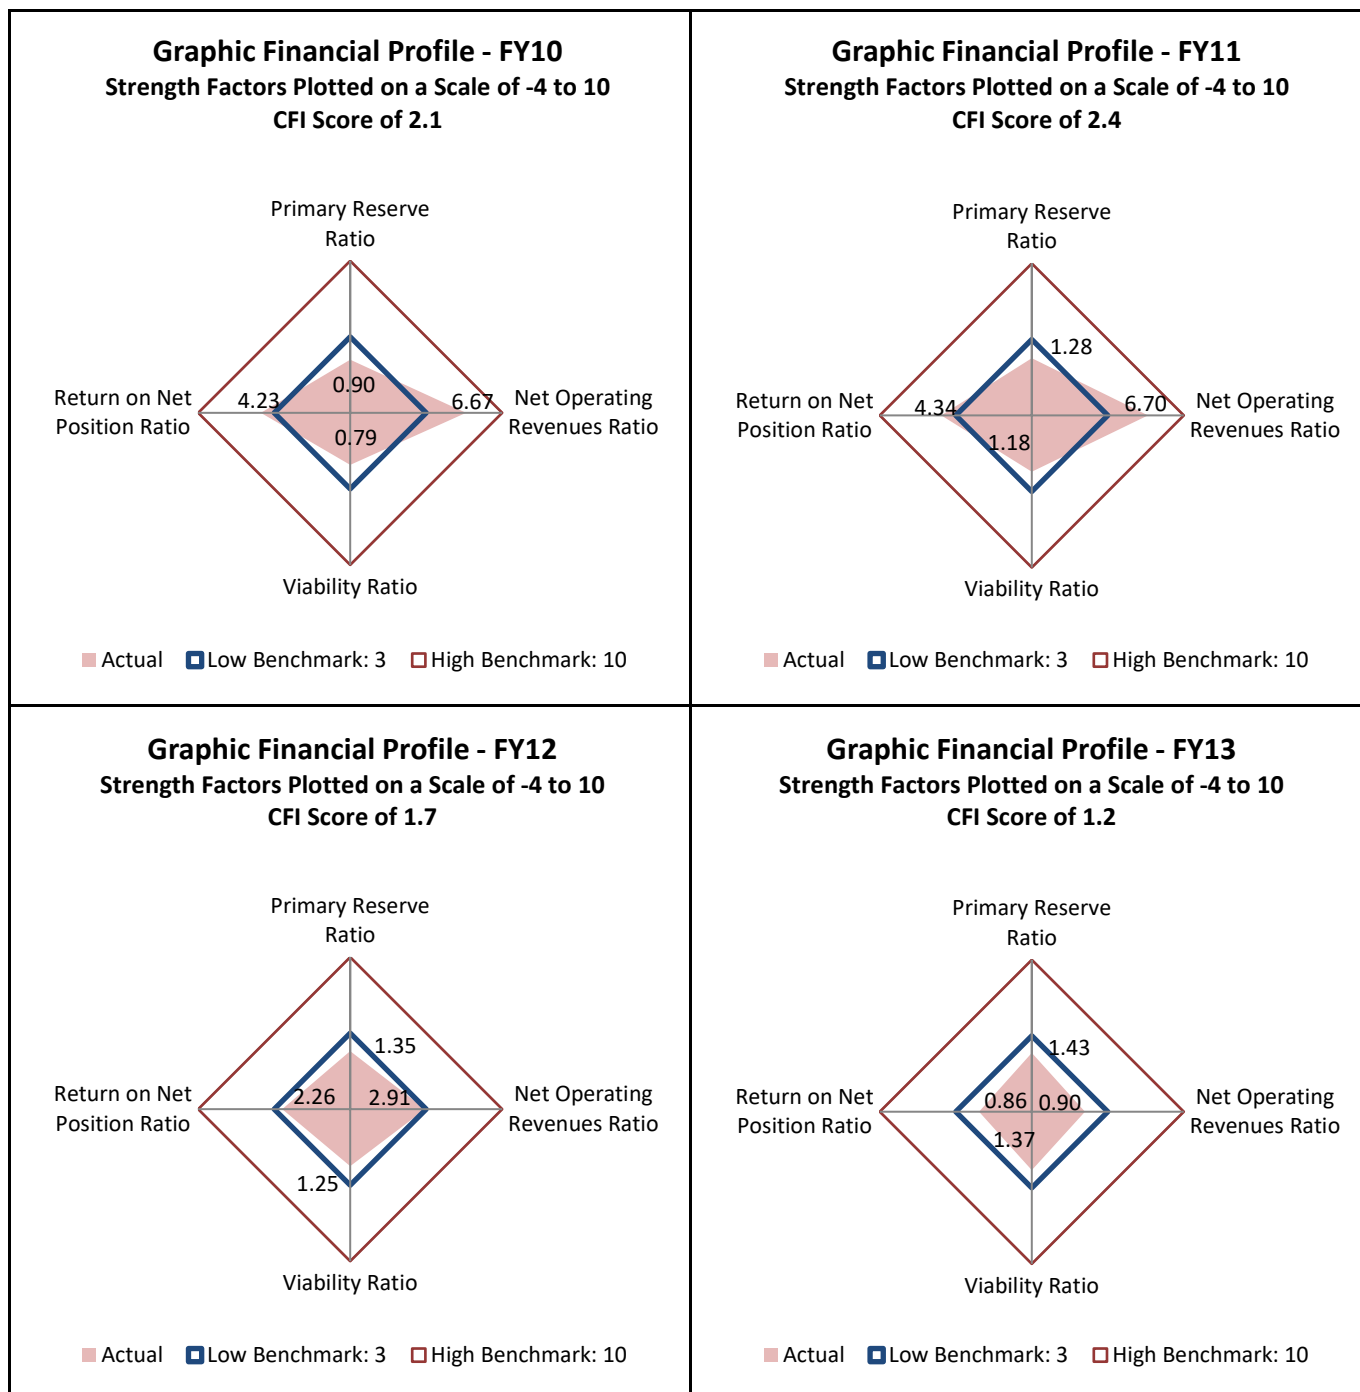 Graphic Financial Profile - FY10
Strength Factors Plotted on a Scale of -4 to 10
CFI Score of 2.1
Primary Reserve
Ratio
Return on Net
Position Ratio
4.23
0.90
6.67
Net Operating
Revenues Ratio
0.79
Viability Ratio
Actual
Low Benchmark: 3
High Benchmark: 10
Graphic Financial Profile - FY11
Strength Factors Plotted on a Scale of -4 to 10
CFI Score of 2.4
Primary Reserve
Ratio
1.28
Return on Net
Position Ratio
4.34
6.70
Net Operating
Revenues Ratio
1.18
Viability Ratio
Actual
Low Benchmark: 3
High Benchmark: 10
Graphic Financial Profile - FY12
Strength Factors Plotted on a Scale of -4 to 10
CFI Score of 1.7
Primary Reserve
Ratio
1.35
Return on Net
Position Ratio
2.26
2.91
Net Operating
Revenues Ratio
1.25
Viability Ratio
Actual
Low Benchmark: 3
High Benchmark: 10
Graphic Financial Profile - FY13
Strength Factors Plotted on a Scale of -4 to 10
CFI Score of 1.2
Primary Reserve
Ratio
1.43
Return on Net
Position Ratio
0.86
0.90
Net Operating
Revenues Ratio
1.37
Viability Ratio
Actual
Low Benchmark: 3
High Benchmark: 10